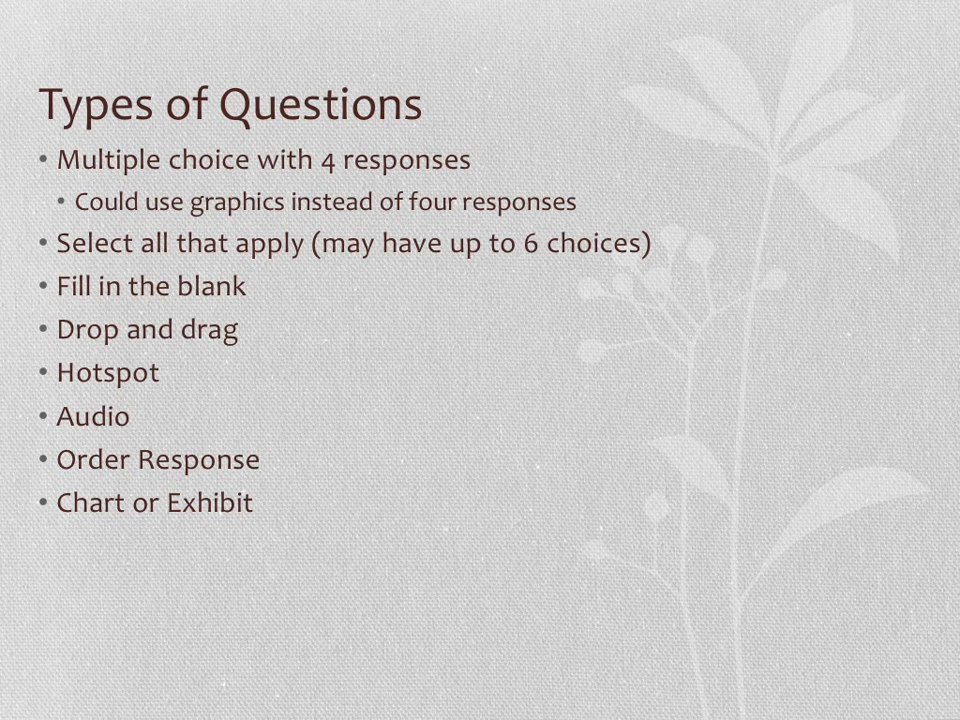 Types of Questions
• Multiple choice with 4 responses
• Could use graphics instead of four responses
• Select all that apply (may have up to 6 choices)
• Fill in the blank
• Drop and drag
• Hotspot
• Audio
• Order Response
• Chart or Exhibit